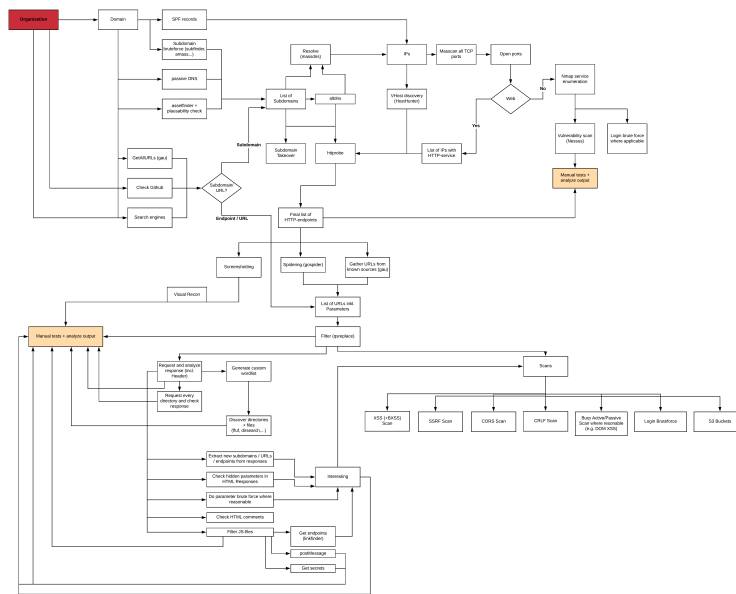 Organisation
Domain
SPF records
Subdomain
bruteforse (subfinder,
amass...)
passive DNS
assetfinder +
plausability check
GetAllURLs (gau)
Check Github
Search engines
Subdomain/
URL?
Subdomain
Endpoint / URL
Resolve
(massdns)
List of
Subdomains
altdns
Subdomain
Takeover
httprobe
IPs
Masscan all TCP
ports
Open ports
VHost discovery
(HostHunter)
Web
Yes
No
List of IPs with
HTTP-service
Nmap service
enumeration
Vulnerability scan
(Nessus)
Login brute force
where applicable
Manual tests +
analyze output
Final list of
HTTP-endpoints
Screenshotting
Spidering (gospider)
Gather URLs from
known sources (gau)
Visual Recon
List of URLs inkl.
Parameters
Manual tests + analyze output
Filter (qsreplace)
Request and analyze
response (incl.
Header)
Generate custom
wordlist
Request every
directory and check
response
Discover directories
+ files
(ffuf, dirsearch,...)
Scans
XSS (+BXSS)
Scan
SSRF Scan
CORS Scan
CRLF Scan
Burp Active/Passive
Scan where resonable
(e.g. DOM XSS)
Login Bruteforce
S3 Buckets
Extract new subdomains / URLs
/ endpoints from responses
Check hidden parameters in
HTML Responses
Do parameter brute force where
reasonable
Check HTML comments
Filter JS-files
Interesting
Get endpoints
(linkfinder)
postMessage
Get secrets